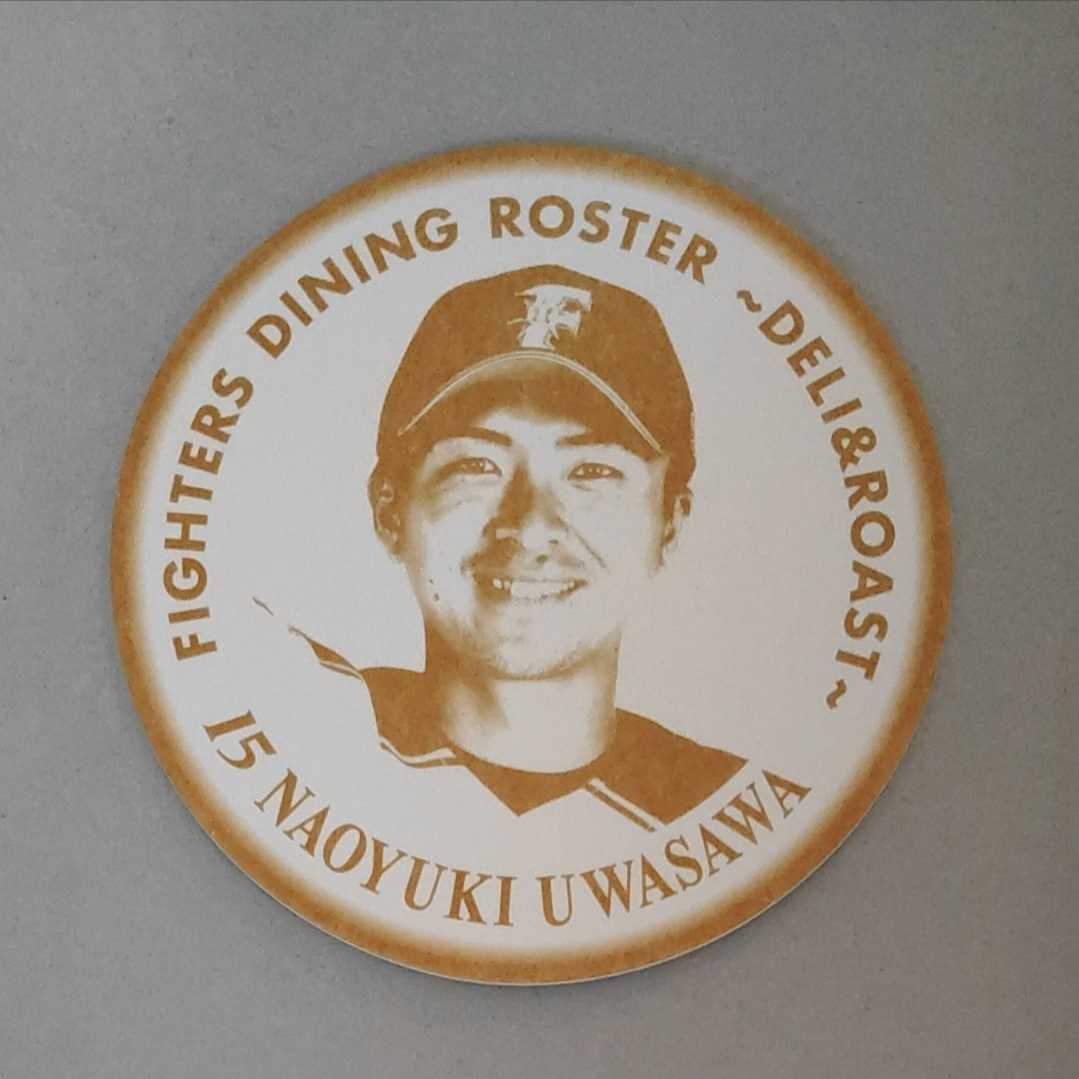 FIGHTERS DINING ROSTER ~DELI&ROAST~
F
15 NAOYUKI UWASAWA